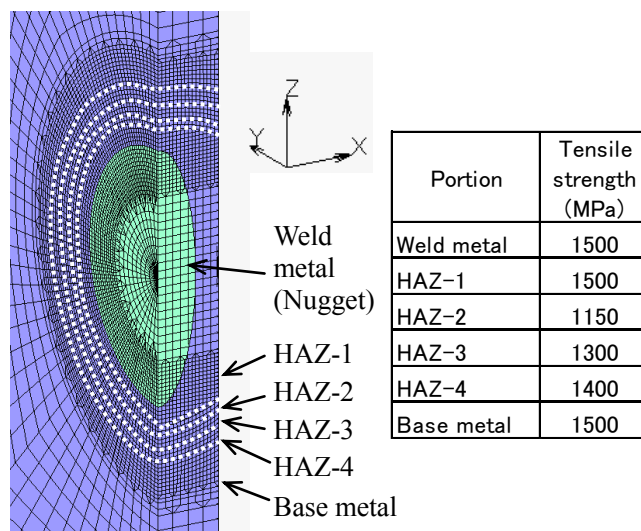 Z
Y
X
Weld
metal
(Nugget)
HAZ-1
HAZ-2
HAZ-3
HAZ-4
Base metal
Portion Tensile strength (MPa)
Weld metal 1500
HAZ-1 1500
HAZ-2 1150
HAZ-3 1300
HAZ-4 1400
Base metal 1500